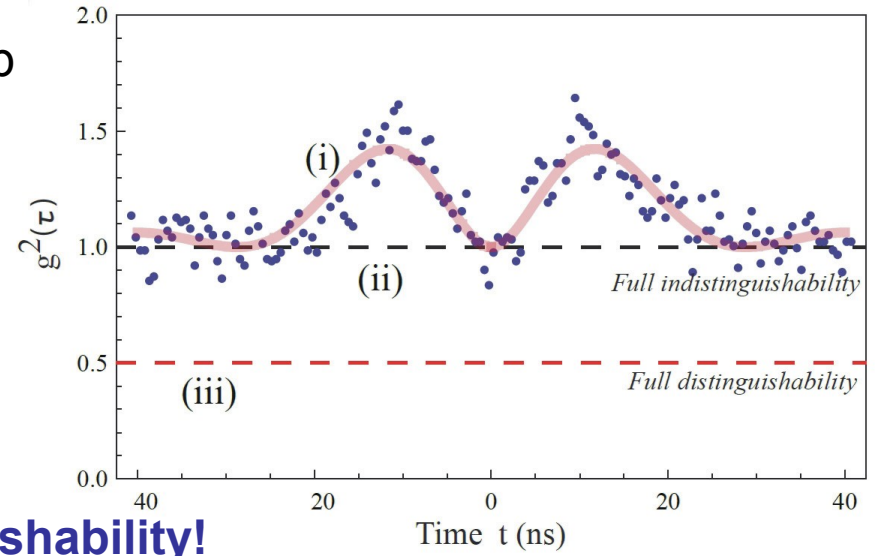 2.0
1.5
1.0
0.5
0.0
g²(τ)
(i)
(ii)
Full indistinguishability
(iii)
Full distinguishability
40
20
0
20
40
Time t (ns)
shability!